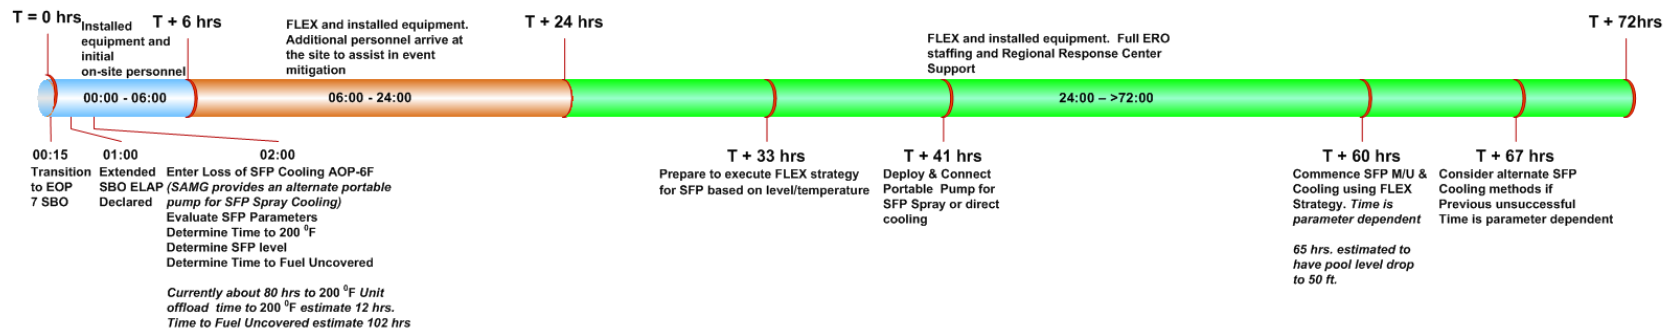 T = 0 hrs
Installed
equipment and
initial
on-site personnel
T + 6 hrs
FLEX and installed equipment.
Additional personnel arrive at
the site to assist in event
mitigation
T + 24 hrs
FLEX and installed equipment.  Full ERO
staffing and Regional Response Center
Support
T + 72hrs
00:00 - 06:00
06:00 - 24:00
24:00 – >72:00
00:15
Transition
to EOP
7 SBO
01:00
Extended
SBO ELAP
Declared
02:00
Enter Loss of SFP Cooling AOP-6F
(SAMG provides an alternate portable
pump for SFP Spray Cooling)
Evaluate SFP Parameters
Determine Time to 200 ⁰F
Determine SFP level
Determine Time to Fuel Uncovered
Currently about 80 hrs to 200 ⁰F Unit
offload  time to 200 ⁰F estimate 12 hrs.
Time to Fuel Uncovered estimate 102 hrs
T + 33 hrs
Prepare to execute FLEX strategy
for SFP based on level/temperature
T + 41 hrs
Deploy & Connect
Portable  Pump for
SFP Spray or direct
cooling
T + 60 hrs
Commence SFP M/U &
Cooling using FLEX
Strategy. Time is
parameter dependent
65 hrs. estimated to
have pool level drop
to 50 ft.
T + 67 hrs
Consider alternate SFP
Cooling methods if
Previous unsuccessful
Time is parameter dependent